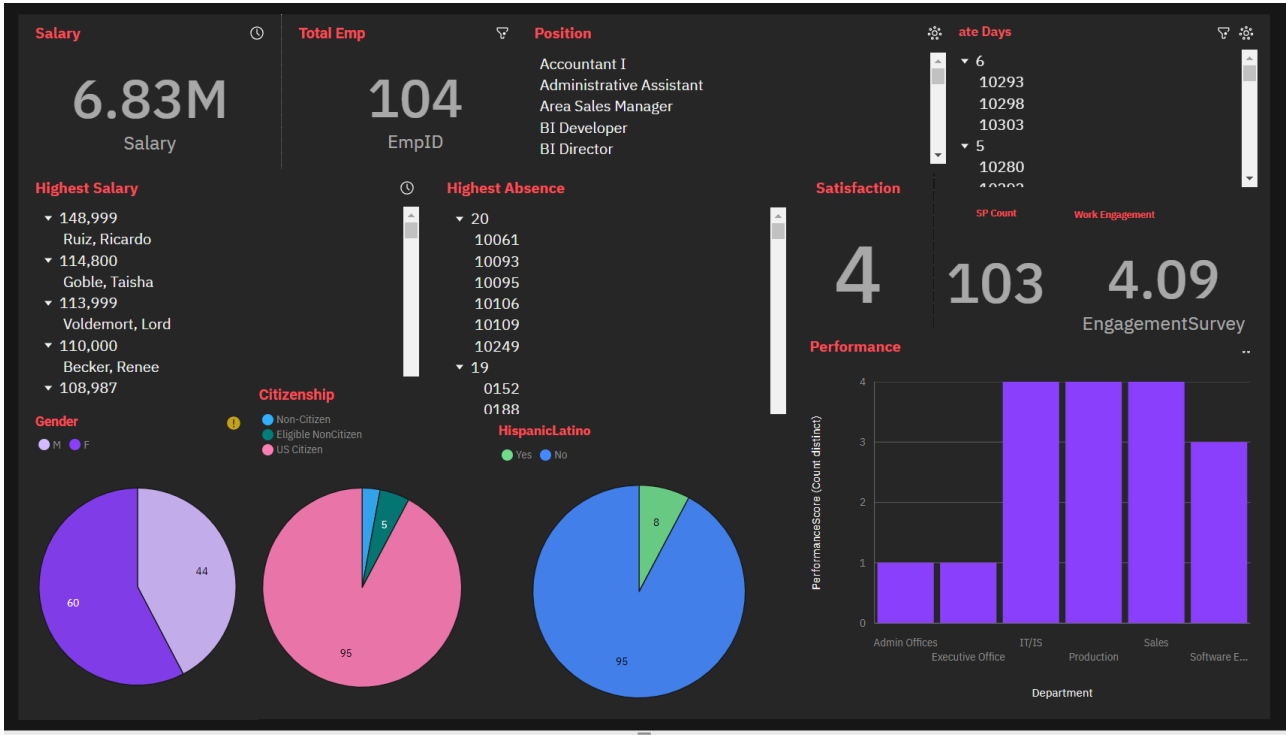 Salary
6.83M
Salary
Total Emp
104
EmpID
Position
Accountant I
Administrative Assistant
Area Sales Manager
BI Developer
BI Director
ate Days
6
10293
10298
10303
5
10280
Highest Salary
148,999
Ruiz, Ricardo
114,800
Goble, Taisha
113,999
Voldemort, Lord
110,000
Becker, Renee
108,987
Highest Absence
20
10061
10093
10095
10106
10109
10249
19
0152
0188
Satisfaction
4
SP Count
103
Work Engagement
4.09
EngagementSurvey
Gender
M F
44
60
Citizenship
Non-Citizen
Eligible NonCitizen
US Citizen
5
95
HispanicLatino
Yes No
8
95
Performance
PerformanceScore (Count distinct)
4
3
2
1
0
Admin Offices
Executive Office
IT/IS
Production
Sales
Software E...
Department